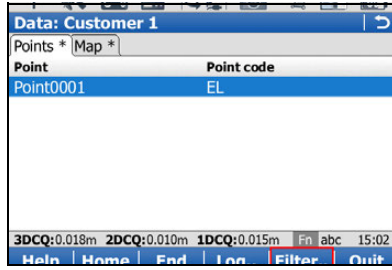 Data: Customer 1
Points * Map *
Point Point code
Point0001 EL
3DCQ:0.018m 2DCQ:0.010m 1DCQ:0.015m Fn abc 15:02
Help Home End Log.. Filter.. Quit